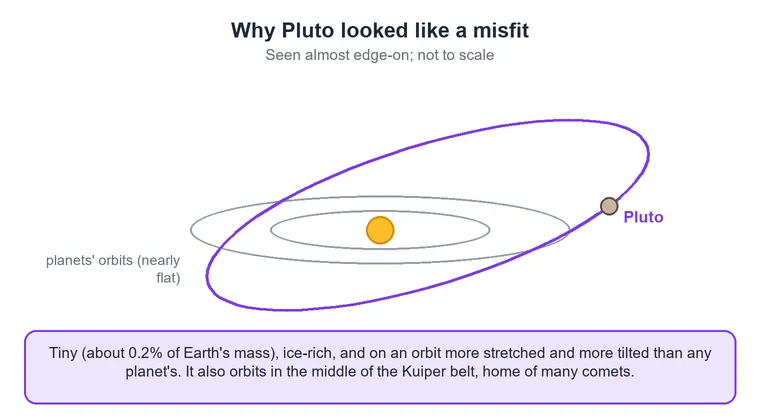 Why Pluto looked like a misfit
Seen almost edge-on; not to scale
Pluto
planets' orbits (nearly
flat)
Tiny (about 0.2% of Earth's mass), ice-rich, and on an orbit more stretched and more tilted than any
planet's. It also orbits in the middle of the Kuiper belt, home of many comets.